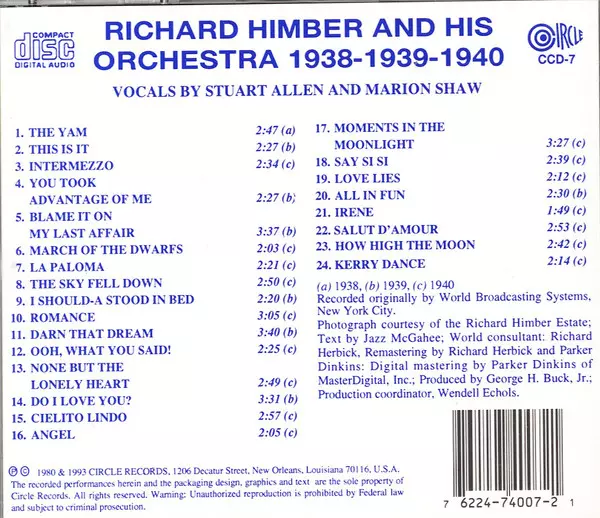 COMPACT
disc
DIGITAL AUDIO
RICHARD HIMBER AND HIS
ORCHESTRA 1938-1939-1940
CIRCLE
CCD-7
VOCALS BY STUART ALLEN AND MARION SHAW
1. THE YAM 2:47 (a)
2. THIS IS IT 2:27 (b)
3. INTERMEZZO 2:34 (c)
4. YOU TOOK
ADVANTAGE OF ME 2:27 (b)
5. BLAME IT ON
MY LAST AFFAIR 3:37 (b)
6. MARCH OF THE DWARFS 2:03 (c)
7. LA PALOMA 2:21 (c)
8. THE SKY FELL DOWN 2:50 (c)
9. I SHOULD-A STOOD IN BED 2:20 (b)
10. ROMANCE 3:05 (c)
11. DARN THAT DREAM 3:40 (b)
12. OOH, WHAT YOU SAID! 2:25 (c)
13. NONE BUT THE
LONELY HEART 2:49 (c)
14. DO I LOVE YOU? 3:31 (b)
15. CIELITO LINDO 2:57 (c)
16. ANGEL 2:05 (c)
17. MOMENTS IN THE
MOONLIGHT 3:27 (c)
18. SAY SI SI 2:39 (c)
19. LOVE LIES 2:12 (c)
20. ALL IN FUN 2:30 (b)
21. IRENE 1:49 (c)
22. SALUT D'AMOUR 2:53 (c)
23. HOW HIGH THE MOON 2:42 (c)
24. KERRY DANCE 2:14 (c)
(a) 1938, (b) 1939, (c) 1940
Recorded originally by World Broadcasting Systems,
New York City.
Photograph courtesy of the Richard Himber Estate;
Text by Jazz McGahee; World consultant: Richard
Herbick, Remastering by Richard Herbick and Parker
Dinkins: Digital mastering by Parker Dinkins of
MasterDigital, Inc.; Produced by George H. Buck, Jr.;
Production coordinator, Wendell Echols.
℗ © 1980 & 1993 CIRCLE RECORDS, 1206 Decatur Street, New Orleans, Louisiana 70116, U.S.A.
The recorded performances herein and the packaging design, graphics and text are the sole property of
Circle Records. All rights reserved. Warning: Unauthorized reproduction is prohibited by Federal law
and subject to criminal prosecution.
7 62224-74007-2 1